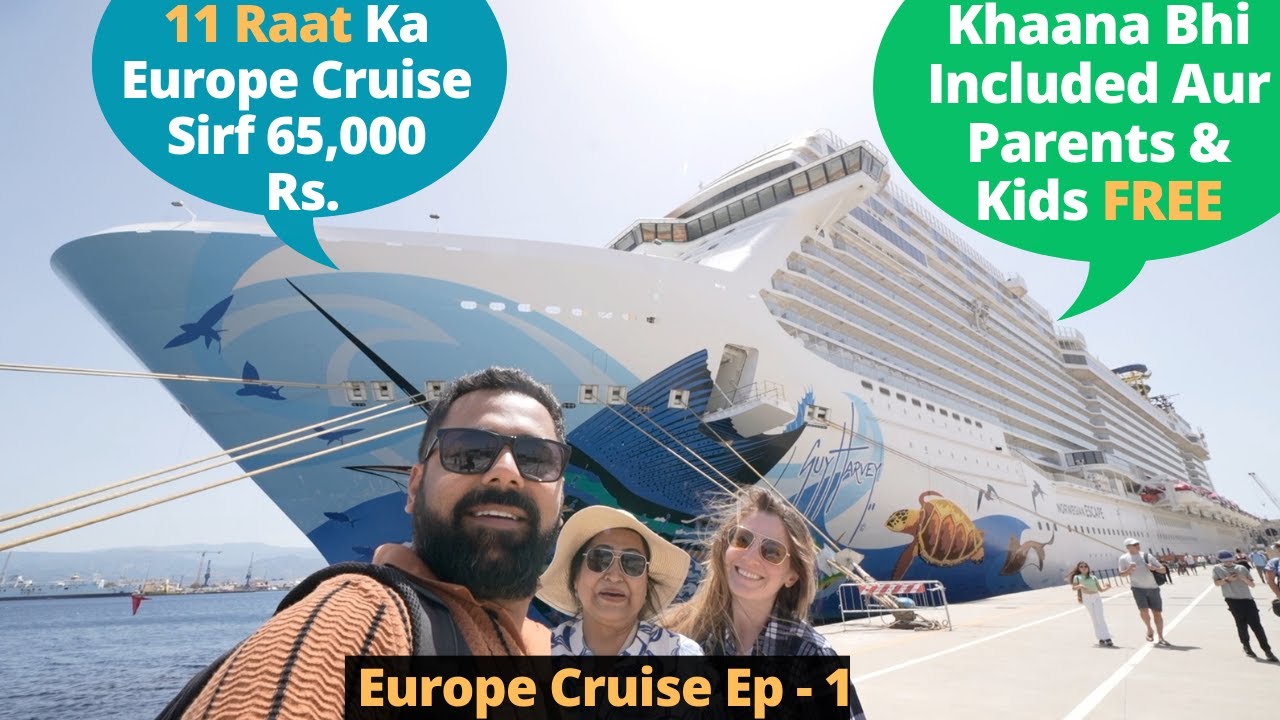 11 Raat Ka
Europe Cruise
Sirf 65,000
Rs.
Khaana Bhi
Included Aur
Parents &
Kids FREE
Guy Harvey
NORWEGIAN ESCAPE
Europe Cruise Ep - 1